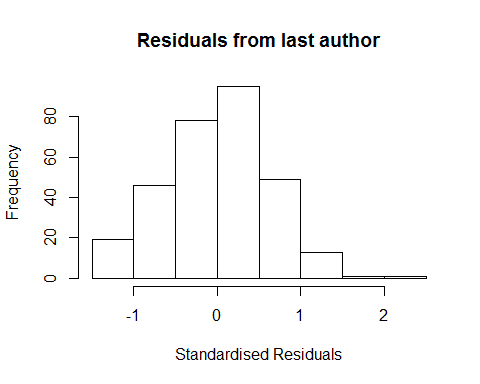 Residuals from last author
Frequency
80
60
40
20
0
-1 0 1 2
Standardised Residuals